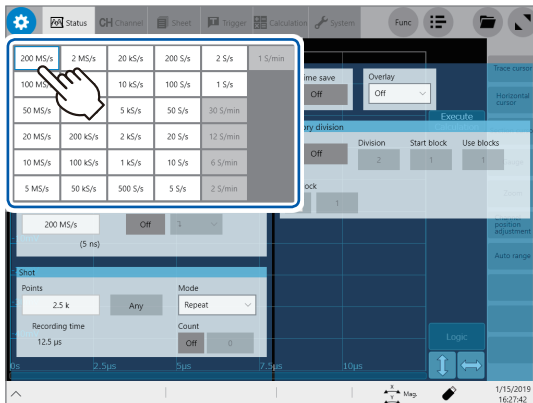 Status
CH Channel
Sheet
Trigger
Calculation
System
Func
200 MS/s 2 MS/s 20 kS/s 200 S/s 2 S/s 1 S/min
100 MS/s 10 kS/s 100 S/s 1 S/s
50 MS/s 5 kS/s 50 S/s 30 S/min
20 MS/s 200 kS/s 2 kS/s 20 S/s 12 S/min
10 MS/s 100 kS/s 1 kS/s 10 S/s 6 S/min
5 MS/s 50 kS/s 500 S/s 5 S/s 2 S/min
ime save
Off
Overlay
Off
Trace cursor
Horizontal
cursor
Execute
ory division
Off
Division
2
Start block
1
Use blocks
1
ock
1
Zoom
position
adjustment
Auto range
200 MS/s
(5 ns)
Off
1
Shot
Points
2.5 k
Any
Mode
Repeat
Recording time
12.5 μs
Count
Off
0
Logic
0s 2.5μs 5μs 7.5μs 10μs
X
Y
Mag.
1/15/2019
16:27:42